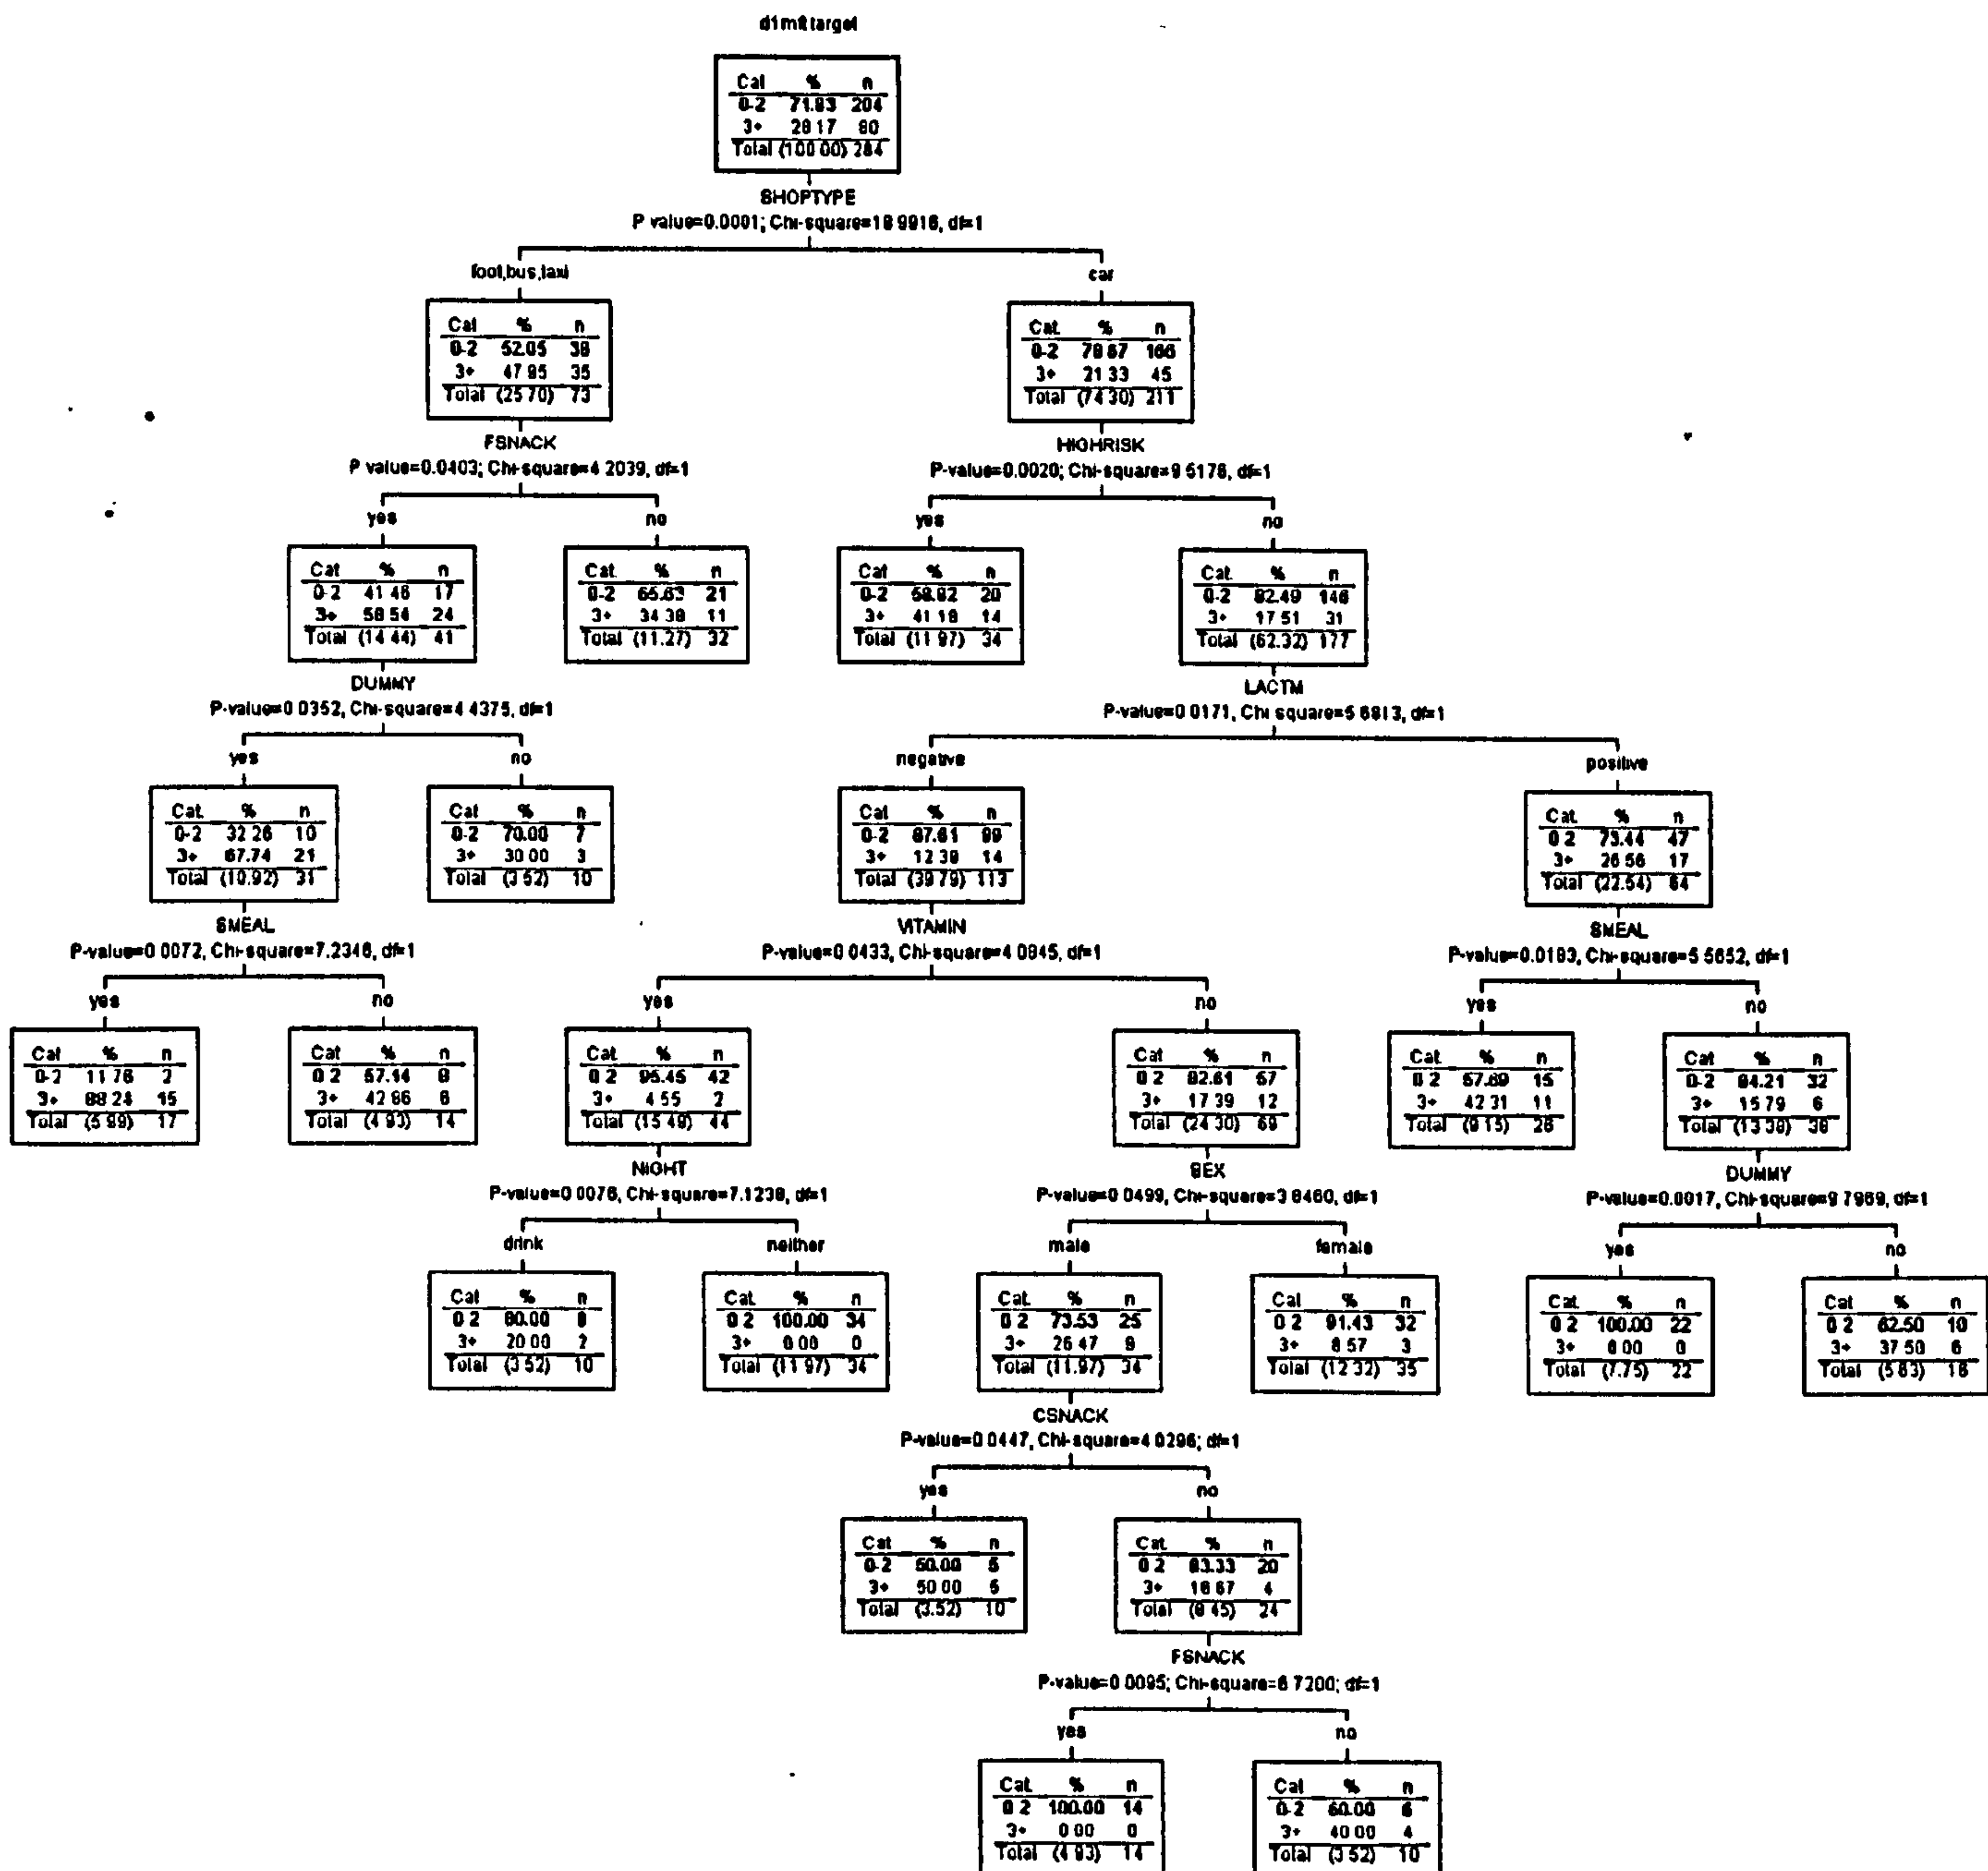 d1mft target
Cat % n
0-2 71.83 204
3+ 28 17 80
Total (100 00) 284
SHOPTYPE
P value=0.0001; Chi-square=18 9916, df=1
foot,bus,taxi
Cat % n
0-2 52.05 38
3+ 47 95 35
Total (25 70) 73
car
Cat. % n
0-2 78 67 166
3+ 21 33 45
Total (74 30) 211
FSNACK
P value=0.0403; Chi-square=4 2039, df=1
HIGHRISK
P-value=0.0020; Chi-square=9 5176, df=1
yes
Cat % n
0-2 41 46 17
3+ 58 54 24
Total (14 44) 41
no
Cat. % n
0-2 65.63 21
3+ 34 38 11
Total (11.27) 32
yes
Cat % n
0-2 58.82 20
3+ 41 18 14
Total (11 97) 34
no
Cat. % n
0-2 82.49 146
3+ 17 51 31
Total (62.32) 177
DUMMY
P-value=0 0352, Chi-square=4 4375, df=1
LACTM
P-value=0 0171, Chi square=5 6813, df=1
yes
Cat. % n
0-2 32 26 10
3+ 67.74 21
Total (10.92) 31
no
Cat % n
0-2 70.00 7
3+ 30 00 3
Total (3 52) 10
negative
Cat % n
0-2 87.61 99
3+ 12 39 14
Total (39 79) 113
positive
Cat. % n
0 2 73.44 47
3+ 26 56 17
Total (22.54) 64
SMEAL
P-value=0 0072, Chi-square=7.2346, df=1
VITAMIN
P-value=0 0433, Chi-square=4 0845, df=1
SMEAL
P-value=0.0183, Chi-square=5 5652, df=1
yes
Cat % n
0-2 11 76 2
3+ 88 24 15
Total (5 99) 17
no
Cat % n
0 2 57.14 8
3+ 42 86 6
Total (4 93) 14
yes
Cat. % n
0 2 95.45 42
3+ 4 55 2
Total (15 49) 44
no
Cat % n
0 2 82.61 57
3+ 17 39 12
Total (24 30) 69
yes
Cat. % n
0 2 57.69 15
3+ 42 31 11
Total (9 15) 26
no
Cat % n
0-2 84.21 32
3+ 15 79 6
Total (13 38) 38
NIGHT
P-value=0 0076, Chi-square=7.1238, df=1
SEX
P-value=0 0499, Chi-square=3 8460, df=1
DUMMY
P-value=0.0017, Chi-square=9 7969, df=1
drink
Cat % n
0 2 80.00 8
3+ 20 00 2
Total (3 52) 10
neither
Cat. % n
0 2 100.00 34
3+ 0 00 0
Total (11 97) 34
male
Cat. % n
0 2 73.53 25
3+ 26 47 9
Total (11.97) 34
female
Cat % n
0 2 91.43 32
3+ 8 57 3
Total (12 32) 35
yes
Cat. % n
0 2 100.00 22
3+ 0 00 0
Total (7.75) 22
no
Cat % n
0 2 62.50 10
3+ 37 50 6
Total (5 63) 16
CSNACK
P-value=0 0447, Chi-square=4 0296; df=1
yes
Cat % n
0-2 50.00 5
3+ 50 00 5
Total (3.52) 10
no
Cat. % n
0 2 83.33 20
3+ 16 67 4
Total (8 45) 24
FSNACK
P-value=0 0095; Chi-square=6 7200; df=1
yes
Cat. % n
0 2 100.00 14
3+ 0 00 0
Total (4 93) 14
no
Cat % n
0-2 60.00 6
3+ 40 00 4
Total (3 52) 10